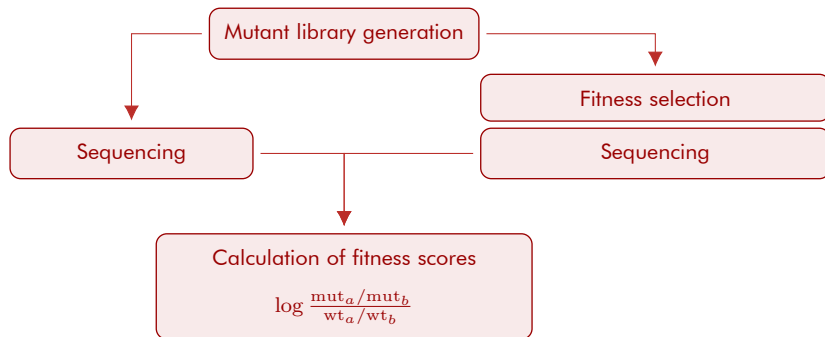 Mutant library generation
Fitness selection
Sequencing
Sequencing
Calculation of fitness scores
log mut_a/mut_b
wt_a/wt_b